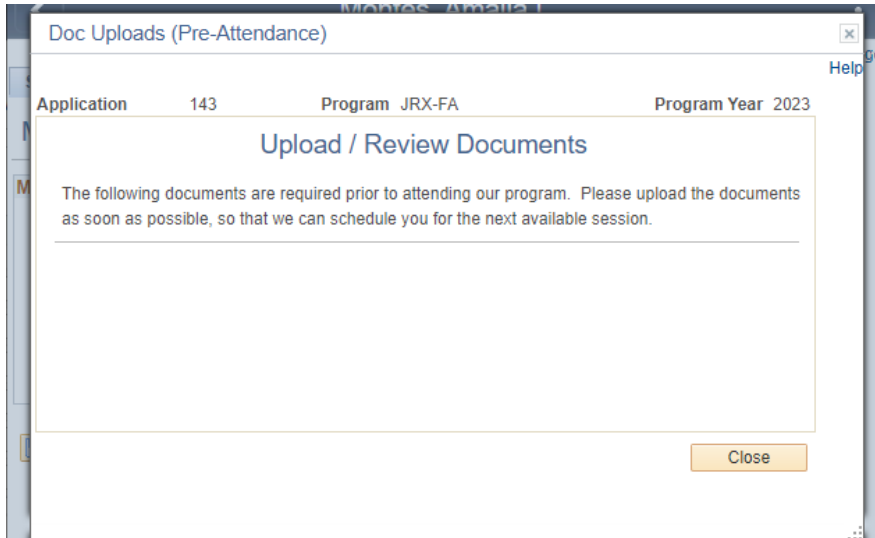 Montes, Amalia I
Doc Uploads (Pre-Attendance)
Help
Application 143 Program JRX-FA Program Year 2023
Upload / Review Documents
The following documents are required prior to attending our program. Please upload the documents
as soon as possible, so that we can schedule you for the next available session.
Close